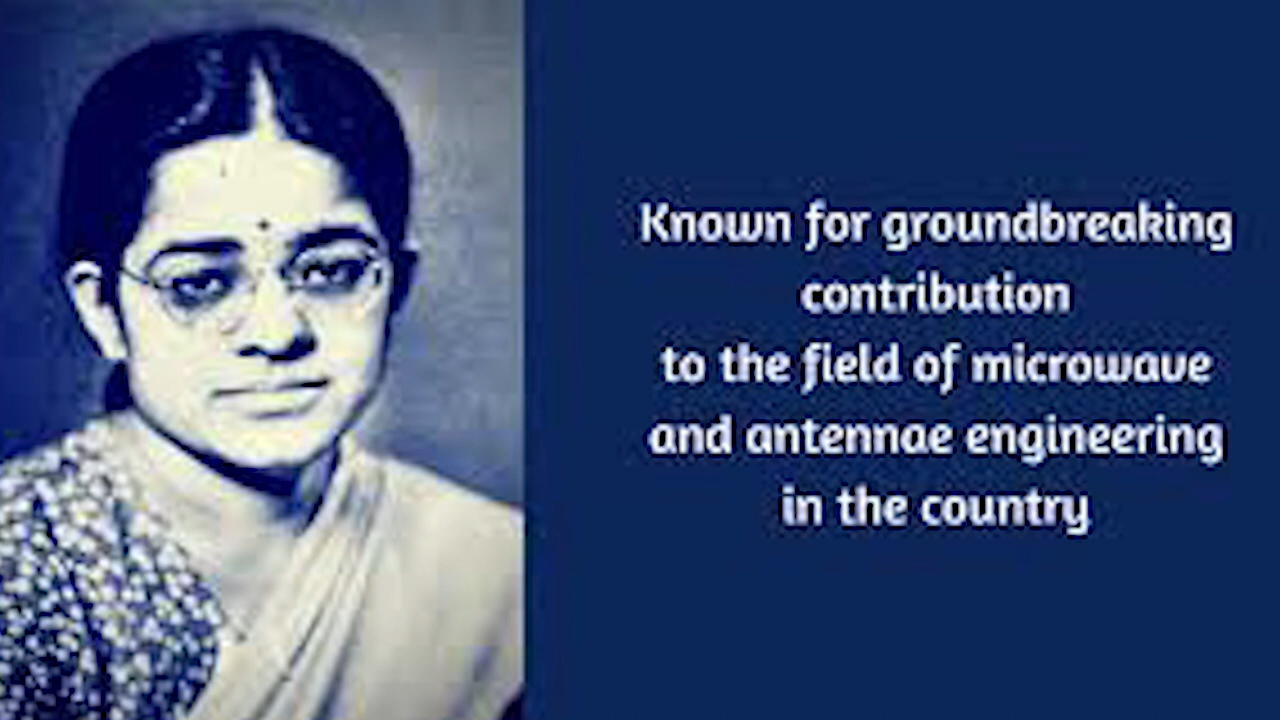 Known for groundbreaking
contribution
to the field of microwave
and antennae engineering
in the country